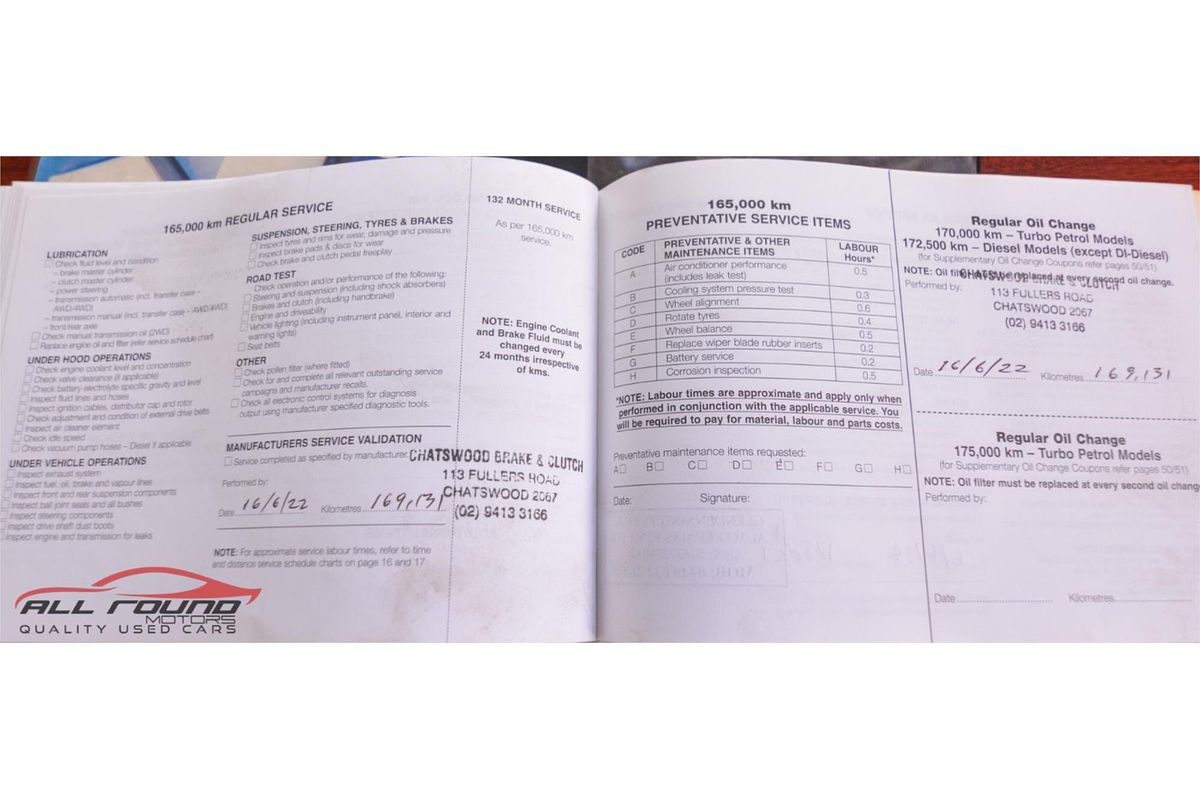 165,000 km REGULAR SERVICE
LUBRICATION
Check fluid level and condition
– brake master cylinder
– clutch master cylinder
– power steering
– transmission automatic (incl. transfer case -
AWD/4WD)
– transmission manual (incl. transfer case - AWD/4WD)
– front/rear axle
Check manual transmission oil (2WD)
Replace engine oil and filter (refer service schedule chart)
UNDER HOOD OPERATIONS
Check engine coolant level and concentration
Check valve clearance (if applicable)
Check battery electrolyte specific gravity and level
Inspect fluid lines and hoses
Inspect ignition cables, distributor cap and rotor
Check adjustment and condition of external drive belts
Inspect air cleaner element
Check idle speed
Check vacuum pump hoses – Diesel if applicable
UNDER VEHICLE OPERATIONS
Inspect exhaust system
Inspect fuel, oil, brake and vapour lines
Inspect front and rear suspension components
Inspect ball joint seals and all bushes
Inspect steering components
Inspect drive shaft dust boots
Inspect engine and transmission for leaks
SUSPENSION, STEERING, TYRES & BRAKES
Inspect tyres and rims for wear, damage and pressure
Inspect brake pads & discs for wear
Check brake and clutch pedal freeplay
ROAD TEST
Check operation and/or performance of the following:
Steering and suspension (including shock absorbers)
Brakes and clutch (including handbrake)
Engine and driveability
Vehicle lighting (including instrument panel, interior and
warning lights)
Seat belts
OTHER
Check pollen filter (where fitted)
Check for and complete all relevant outstanding service
campaigns and manufacturer recalls.
Check all electronic control systems for diagnosis
output using manufacturer specified diagnostic tools.
MANUFACTURERS SERVICE VALIDATION
Service completed as specified by manufacturer.
Performed by:
Date 16/6/22 Kilometres 169,131
CHATSWOOD BRAKE & CLUTCH
113 FULLERS ROAD
CHATSWOOD 2067
(02) 9413 3166
NOTE: For approximate service labour times, refer to time
and distance service schedule charts on page 16 and 17
132 MONTH SERVICE
As per 165,000 km
service.
NOTE: Engine Coolant
and Brake Fluid must be
changed every
24 months irrespective
of kms.
165,000 km
PREVENTATIVE SERVICE ITEMS
CODE PREVENTATIVE & OTHER MAINTENANCE ITEMS LABOUR Hours*
A Air conditioner performance (includes leak test) 0.5
B Cooling system pressure test 0.3
C Wheel alignment 0.6
D Rotate tyres 0.4
E Wheel balance 0.5
F Replace wiper blade rubber inserts 0.2
G Battery service 0.2
H Corrosion inspection 0.5
*NOTE: Labour times are approximate and apply only when
performed in conjunction with the applicable service. You
will be required to pay for material, labour and parts costs.
Preventative maintenance items requested:
A B C D E F G H
Date: Signature:
Regular Oil Change
170,000 km – Turbo Petrol Models
172,500 km – Diesel Models (except DI-Diesel)
(for Supplementary Oil Change Coupons refer pages 50/51)
NOTE: Oil filter must be replaced at every second oil change.
Performed by:
CHATSWOOD BRAKE & CLUTCH
113 FULLERS ROAD
CHATSWOOD 2067
(02) 9413 3166
Date 16/6/22 Kilometres 169,131
Regular Oil Change
175,000 km – Turbo Petrol Models
(for Supplementary Oil Change Coupons refer pages 50/51)
NOTE: Oil filter must be replaced at every second oil change
Performed by:
Date Kilometres
ALL ROUND
MOTORS
QUALITY USED CARS